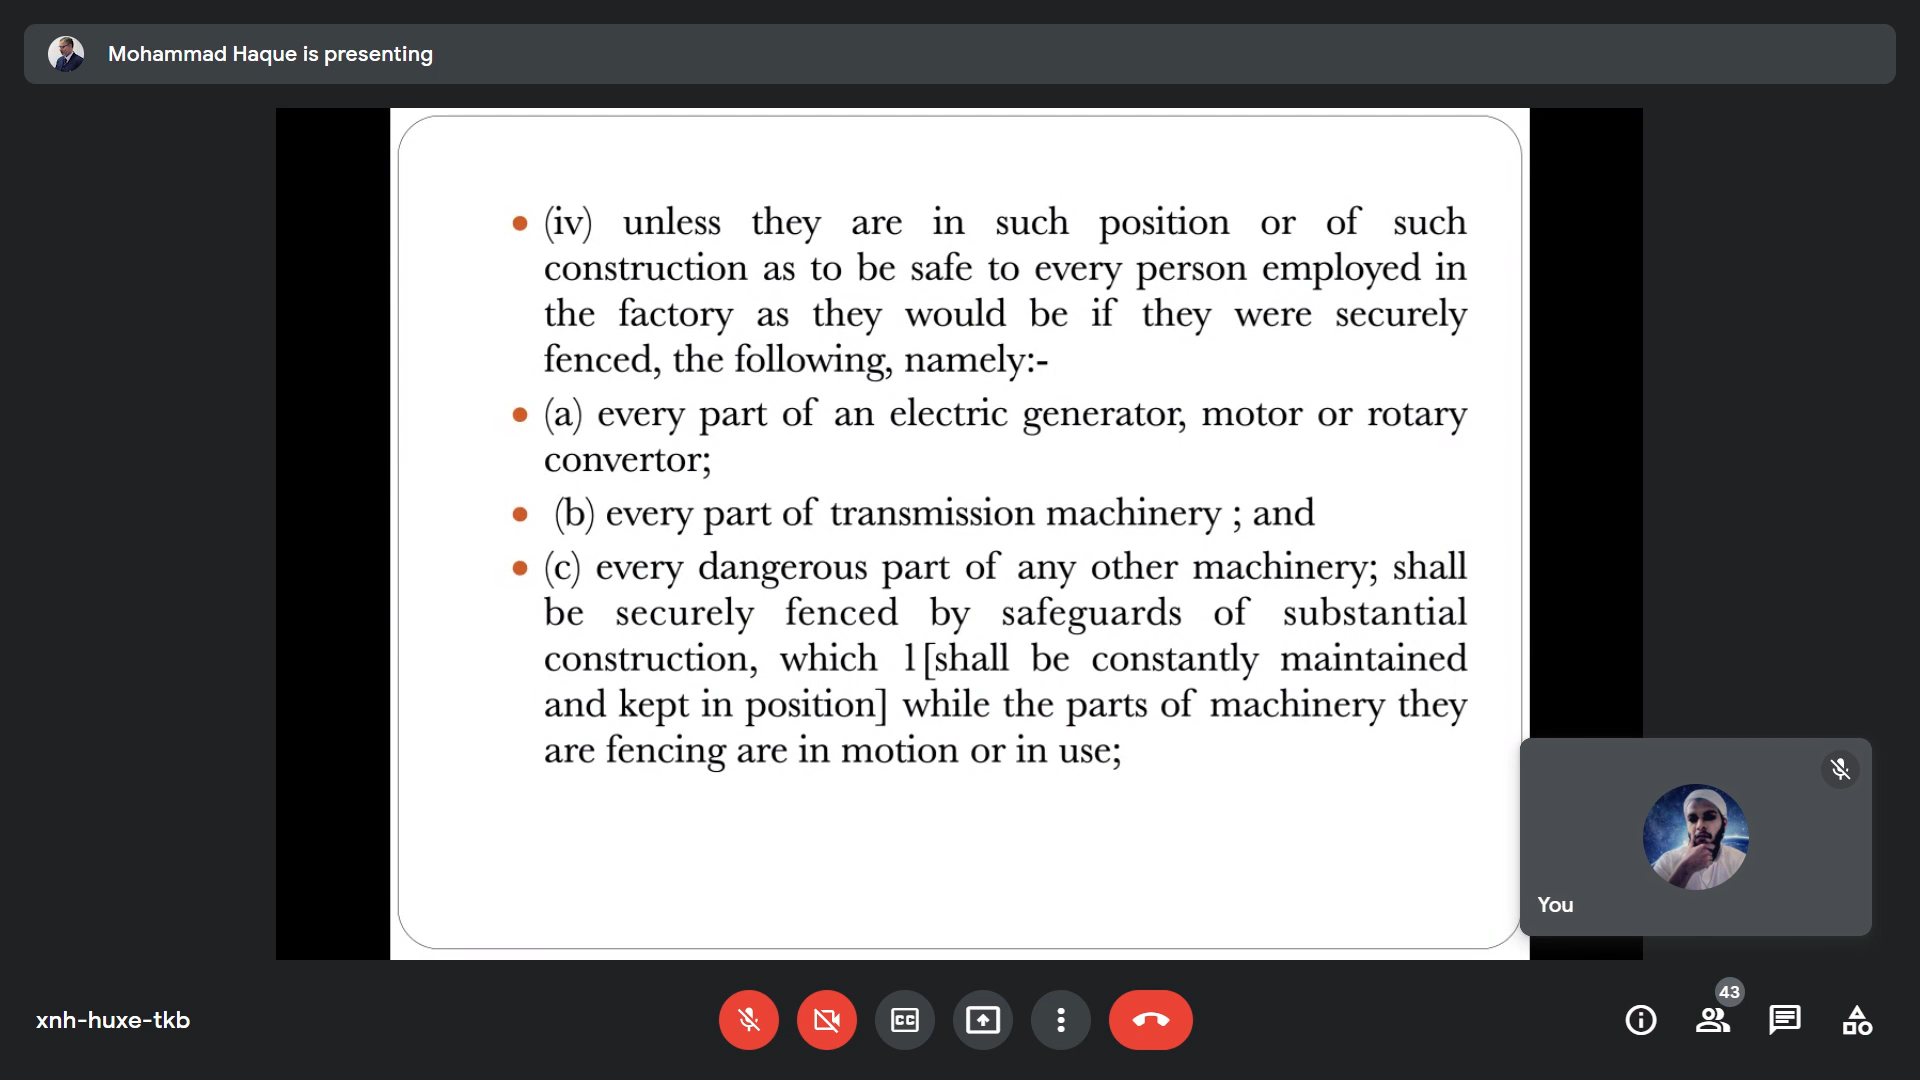 Mohammad Haque is presenting
(iv) unless they are in such position or of such
construction as to be safe to every person employed in
the factory as they would be if they were securely
fenced, the following, namely:-
(a) every part of an electric generator, motor or rotary
convertor;
(b) every part of transmission machinery ; and
(c) every dangerous part of any other machinery; shall
be securely fenced by safeguards of substantial
construction, which 1[shall be constantly maintained
and kept in position] while the parts of machinery they
are fencing are in motion or in use;
You
xnh-huxe-tkb
CC
43